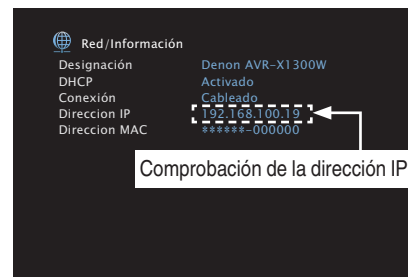 Red/Información
Designación Denon AVR-X1300W
DHCP Activado
Conexión Cableado
Direccion IP 192.168.100.19
Direccion MAC ******-000000
Comprobación de la dirección IP